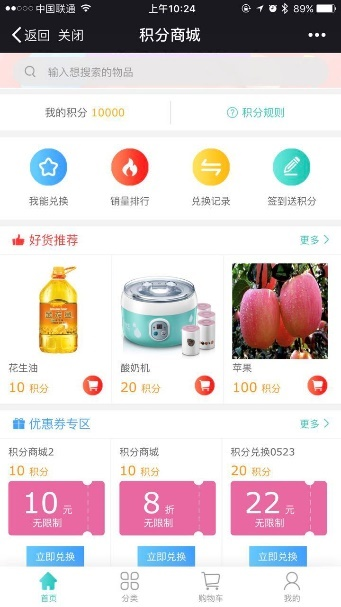 中国联通 上午10:24 89%
返回 关闭 积分商城
输入想搜索的物品
我的积分 10000 积分规则
我能兑换 销量排行 兑换记录 签到送积分
好货推荐 更多
花生油 酸奶机 苹果
10 积分 20 积分 100 积分
优惠券专区 更多
积分商城2 积分商城 积分兑换0523
10 积分 10 积分 20 积分
10 元 8 折 22 元
无限制 无限制 无限制
立即兑换 立即兑换 立即兑换
首页 分类 购物车 我的